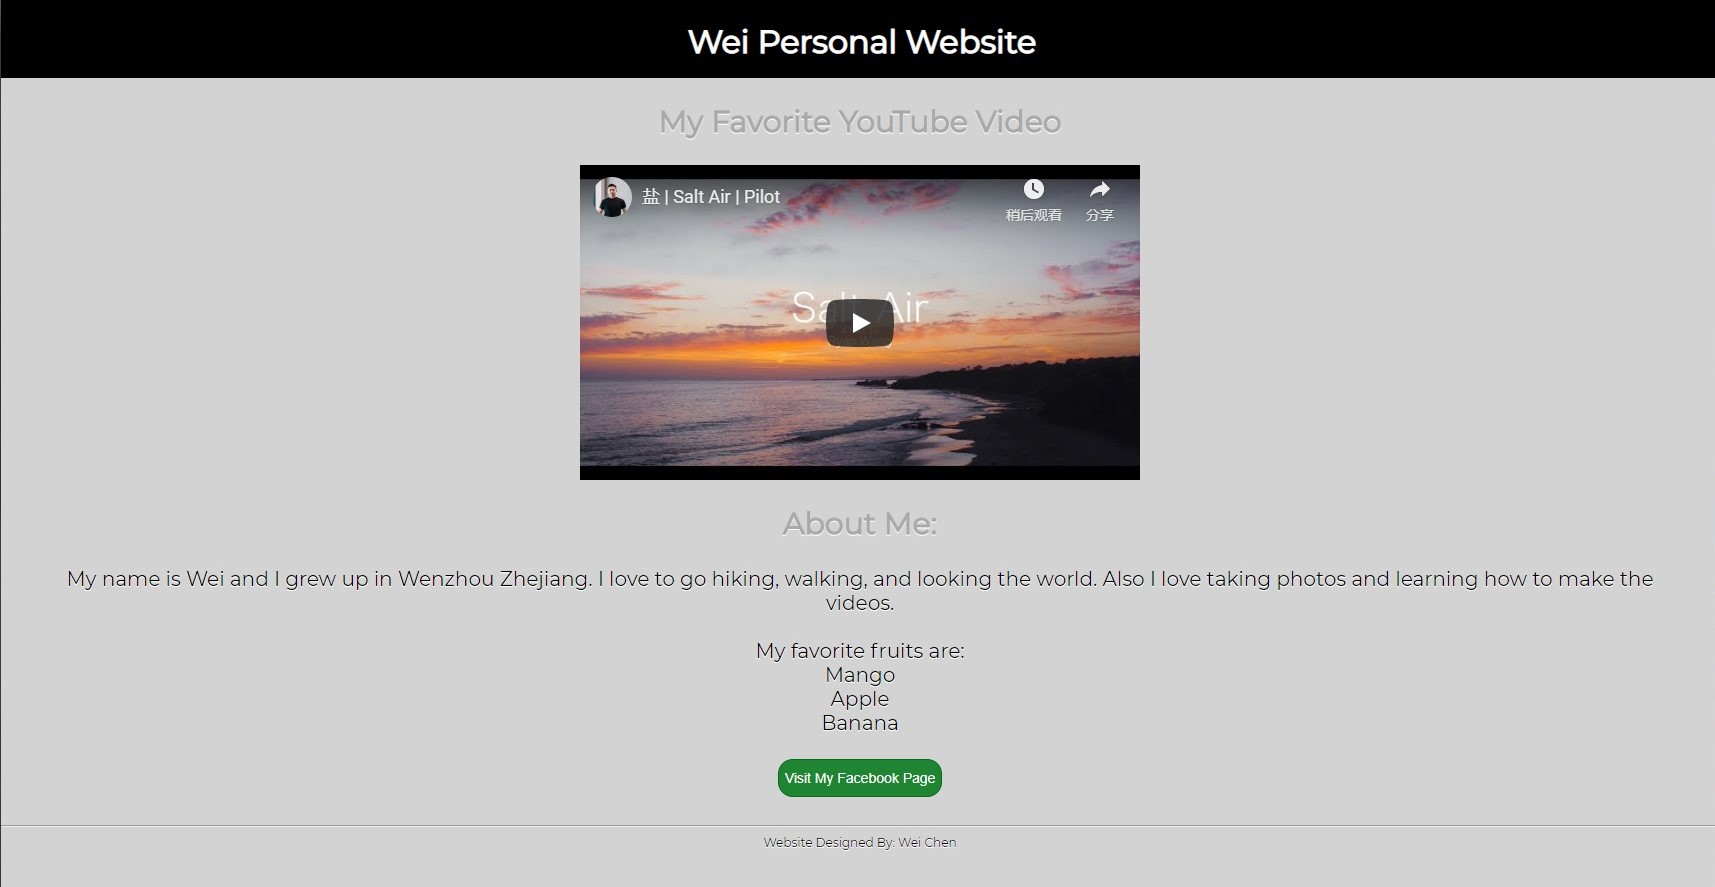 Wei Personal Website
My Favorite YouTube Video
盐 | Salt Air | Pilot
稍后观看
分享
Salt Air
About Me:
My name is Wei and I grew up in Wenzhou Zhejiang. I love to go hiking, walking, and looking the world. Also I love taking photos and learning how to make the
videos.
My favorite fruits are:
Mango
Apple
Banana
Visit My Facebook Page
Website Designed By: Wei Chen